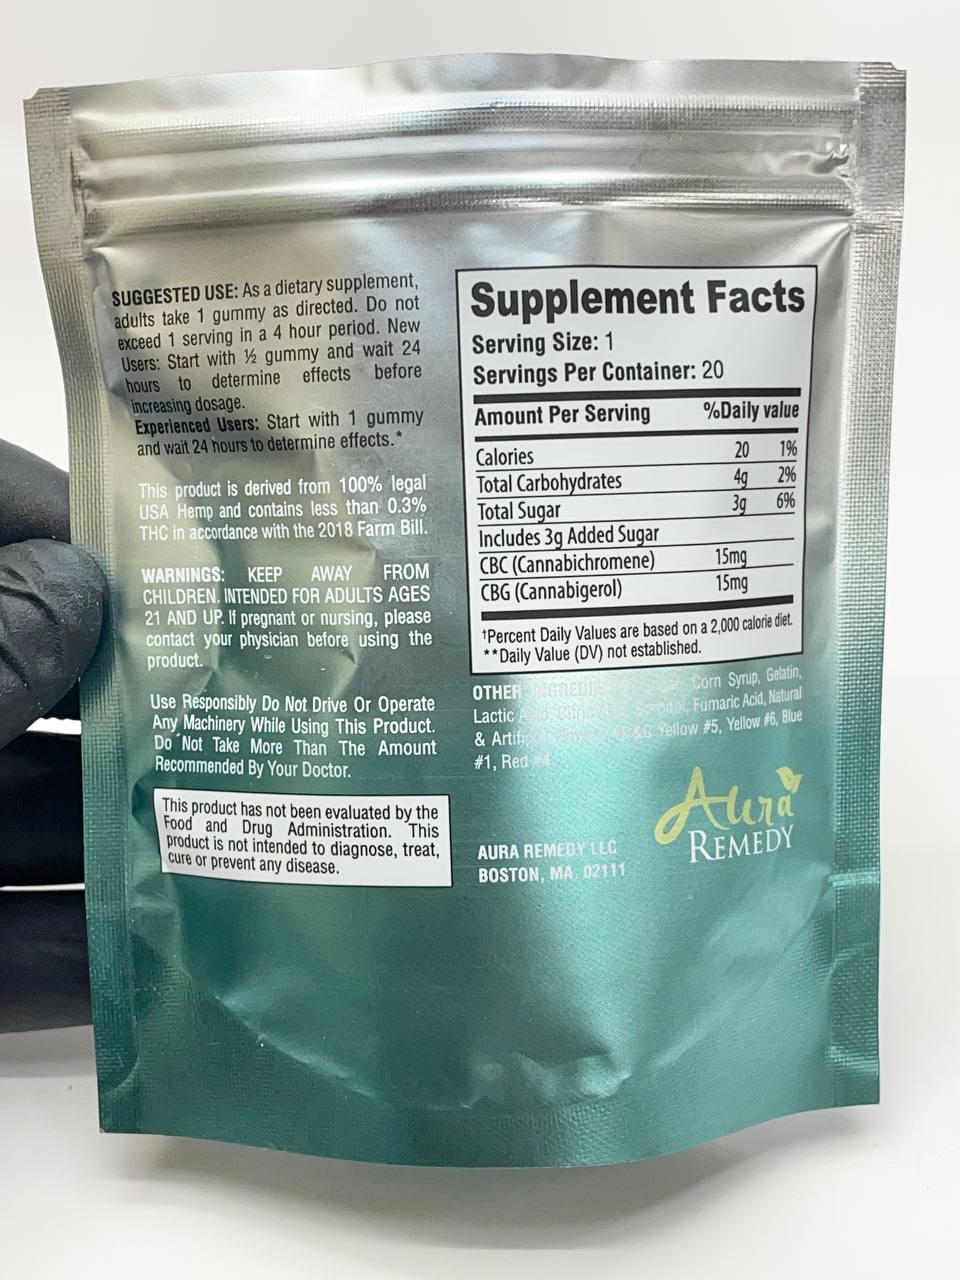 SUGGESTED USE: As a dietary supplement,
adults take 1 gummy as directed. Do not
exceed 1 serving in a 4 hour period. New
Users: Start with ½ gummy and wait 24
hours to determine effects before
increasing dosage.
Experienced Users: Start with 1 gummy
and wait 24 hours to determine effects.*
This product is derived from 100% legal
USA Hemp and contains less than 0.3%
THC in accordance with the 2018 Farm Bill.
WARNINGS: KEEP AWAY FROM
CHILDREN. INTENDED FOR ADULTS AGES
21 AND UP. If pregnant or nursing, please
contact your physician before using the
product.
Use Responsibly Do Not Drive Or Operate
Any Machinery While Using This Product.
Do Not Take More Than The Amount
Recommended By Your Doctor.
This product has not been evaluated by the
Food and Drug Administration. This
product is not intended to diagnose, treat,
cure or prevent any disease.
Supplement Facts
Serving Size: 1
Servings Per Container: 20
Amount Per Serving %Daily value
Calories 20 1%
Total Carbohydrates 4g 2%
Total Sugar 3g 6%
Includes 3g Added Sugar
CBC (Cannabichromene) 15mg
CBG (Cannabigerol) 15mg
†Percent Daily Values are based on a 2,000 calorie diet.
**Daily Value (DV) not established.
OTHER Corn Syrup, Gelatin,
Lactic Fumaric Acid, Natural
& Yellow #5, Yellow #6, Blue
#1, Red
Aura
REMEDY
AURA REMEDY LLC
BOSTON, MA. 02111